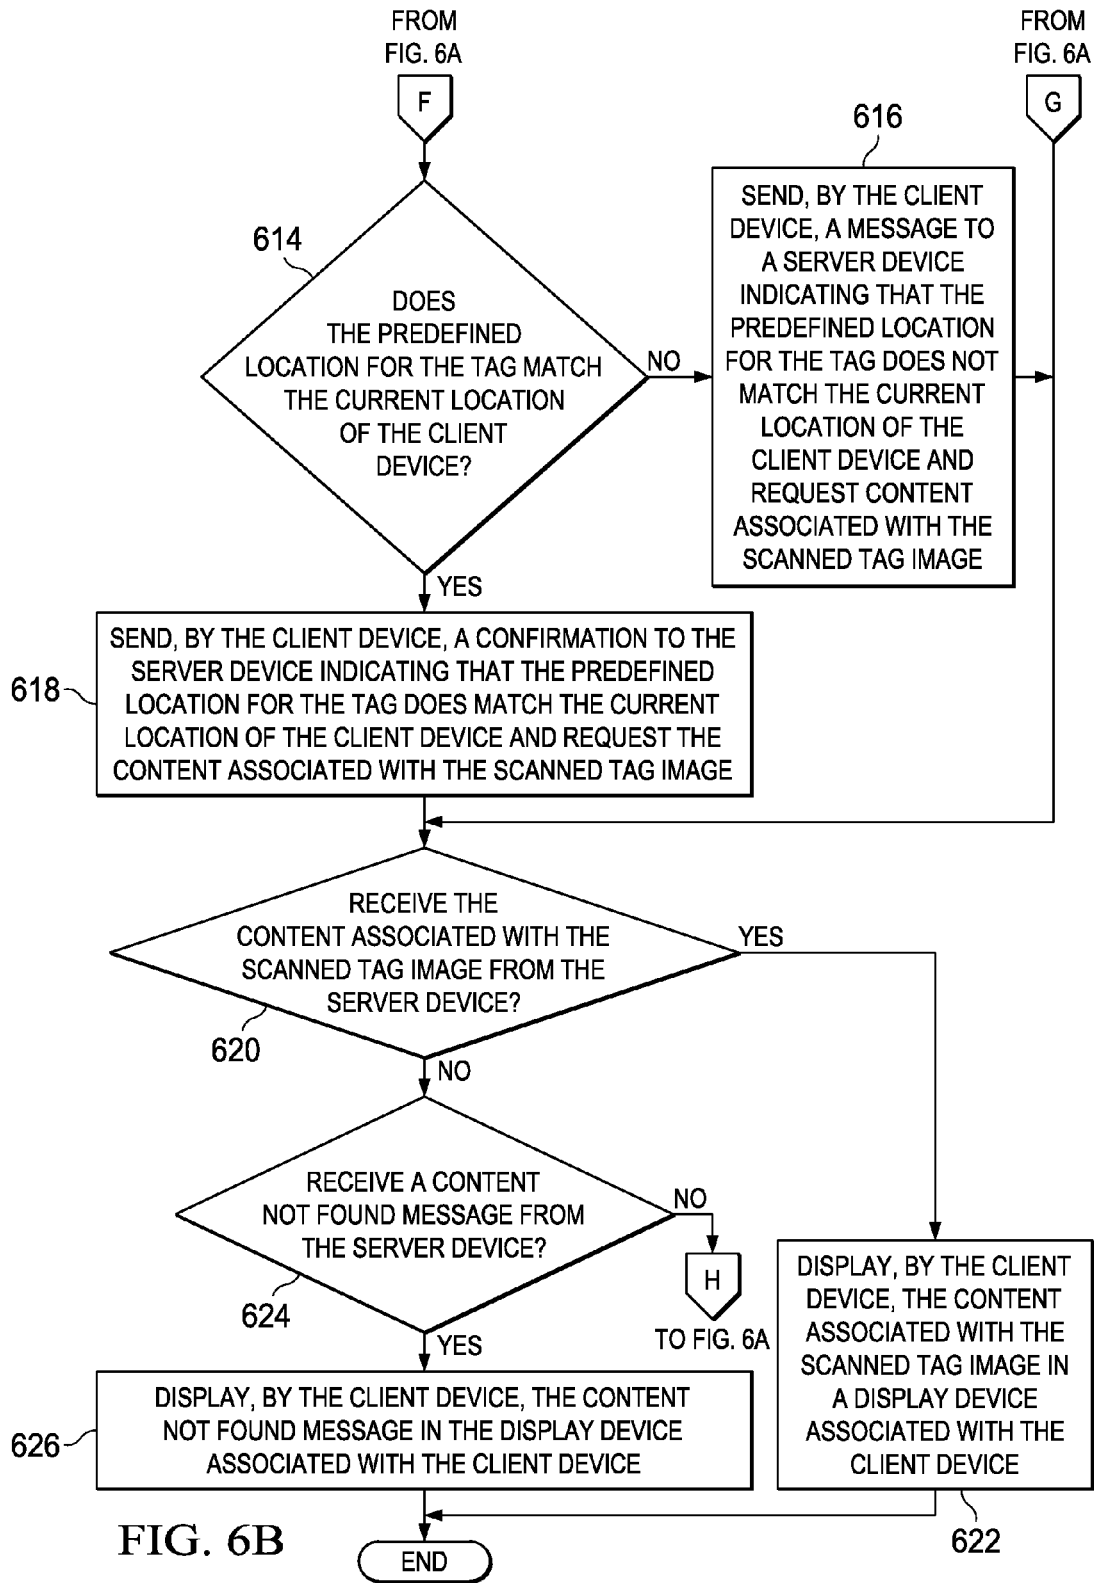 FROM
FIG. 6A
F
FROM
FIG. 6A
G
614
DOES
THE PREDEFINED
LOCATION FOR THE TAG MATCH
THE CURRENT LOCATION
OF THE CLIENT
DEVICE?
NO
616
SEND, BY THE CLIENT
DEVICE, A MESSAGE TO
A SERVER DEVICE
INDICATING THAT THE
PREDEFINED LOCATION
FOR THE TAG DOES NOT
MATCH THE CURRENT
LOCATION OF THE
CLIENT DEVICE AND
REQUEST CONTENT
ASSOCIATED WITH THE
SCANNED TAG IMAGE
YES
618
SEND, BY THE CLIENT DEVICE, A CONFIRMATION TO THE
SERVER DEVICE INDICATING THAT THE PREDEFINED
LOCATION FOR THE TAG DOES MATCH THE CURRENT
LOCATION OF THE CLIENT DEVICE AND REQUEST THE
CONTENT ASSOCIATED WITH THE SCANNED TAG IMAGE
RECEIVE THE
CONTENT ASSOCIATED WITH THE
SCANNED TAG IMAGE FROM THE
SERVER DEVICE?
YES
620
NO
RECEIVE A CONTENT
NOT FOUND MESSAGE FROM
THE SERVER DEVICE?
NO
624
H
TO FIG. 6A
YES
DISPLAY, BY THE CLIENT
DEVICE, THE CONTENT
ASSOCIATED WITH THE
SCANNED TAG IMAGE IN
A DISPLAY DEVICE
ASSOCIATED WITH THE
CLIENT DEVICE
622
626
DISPLAY, BY THE CLIENT DEVICE, THE CONTENT
NOT FOUND MESSAGE IN THE DISPLAY DEVICE
ASSOCIATED WITH THE CLIENT DEVICE
FIG. 6B
END